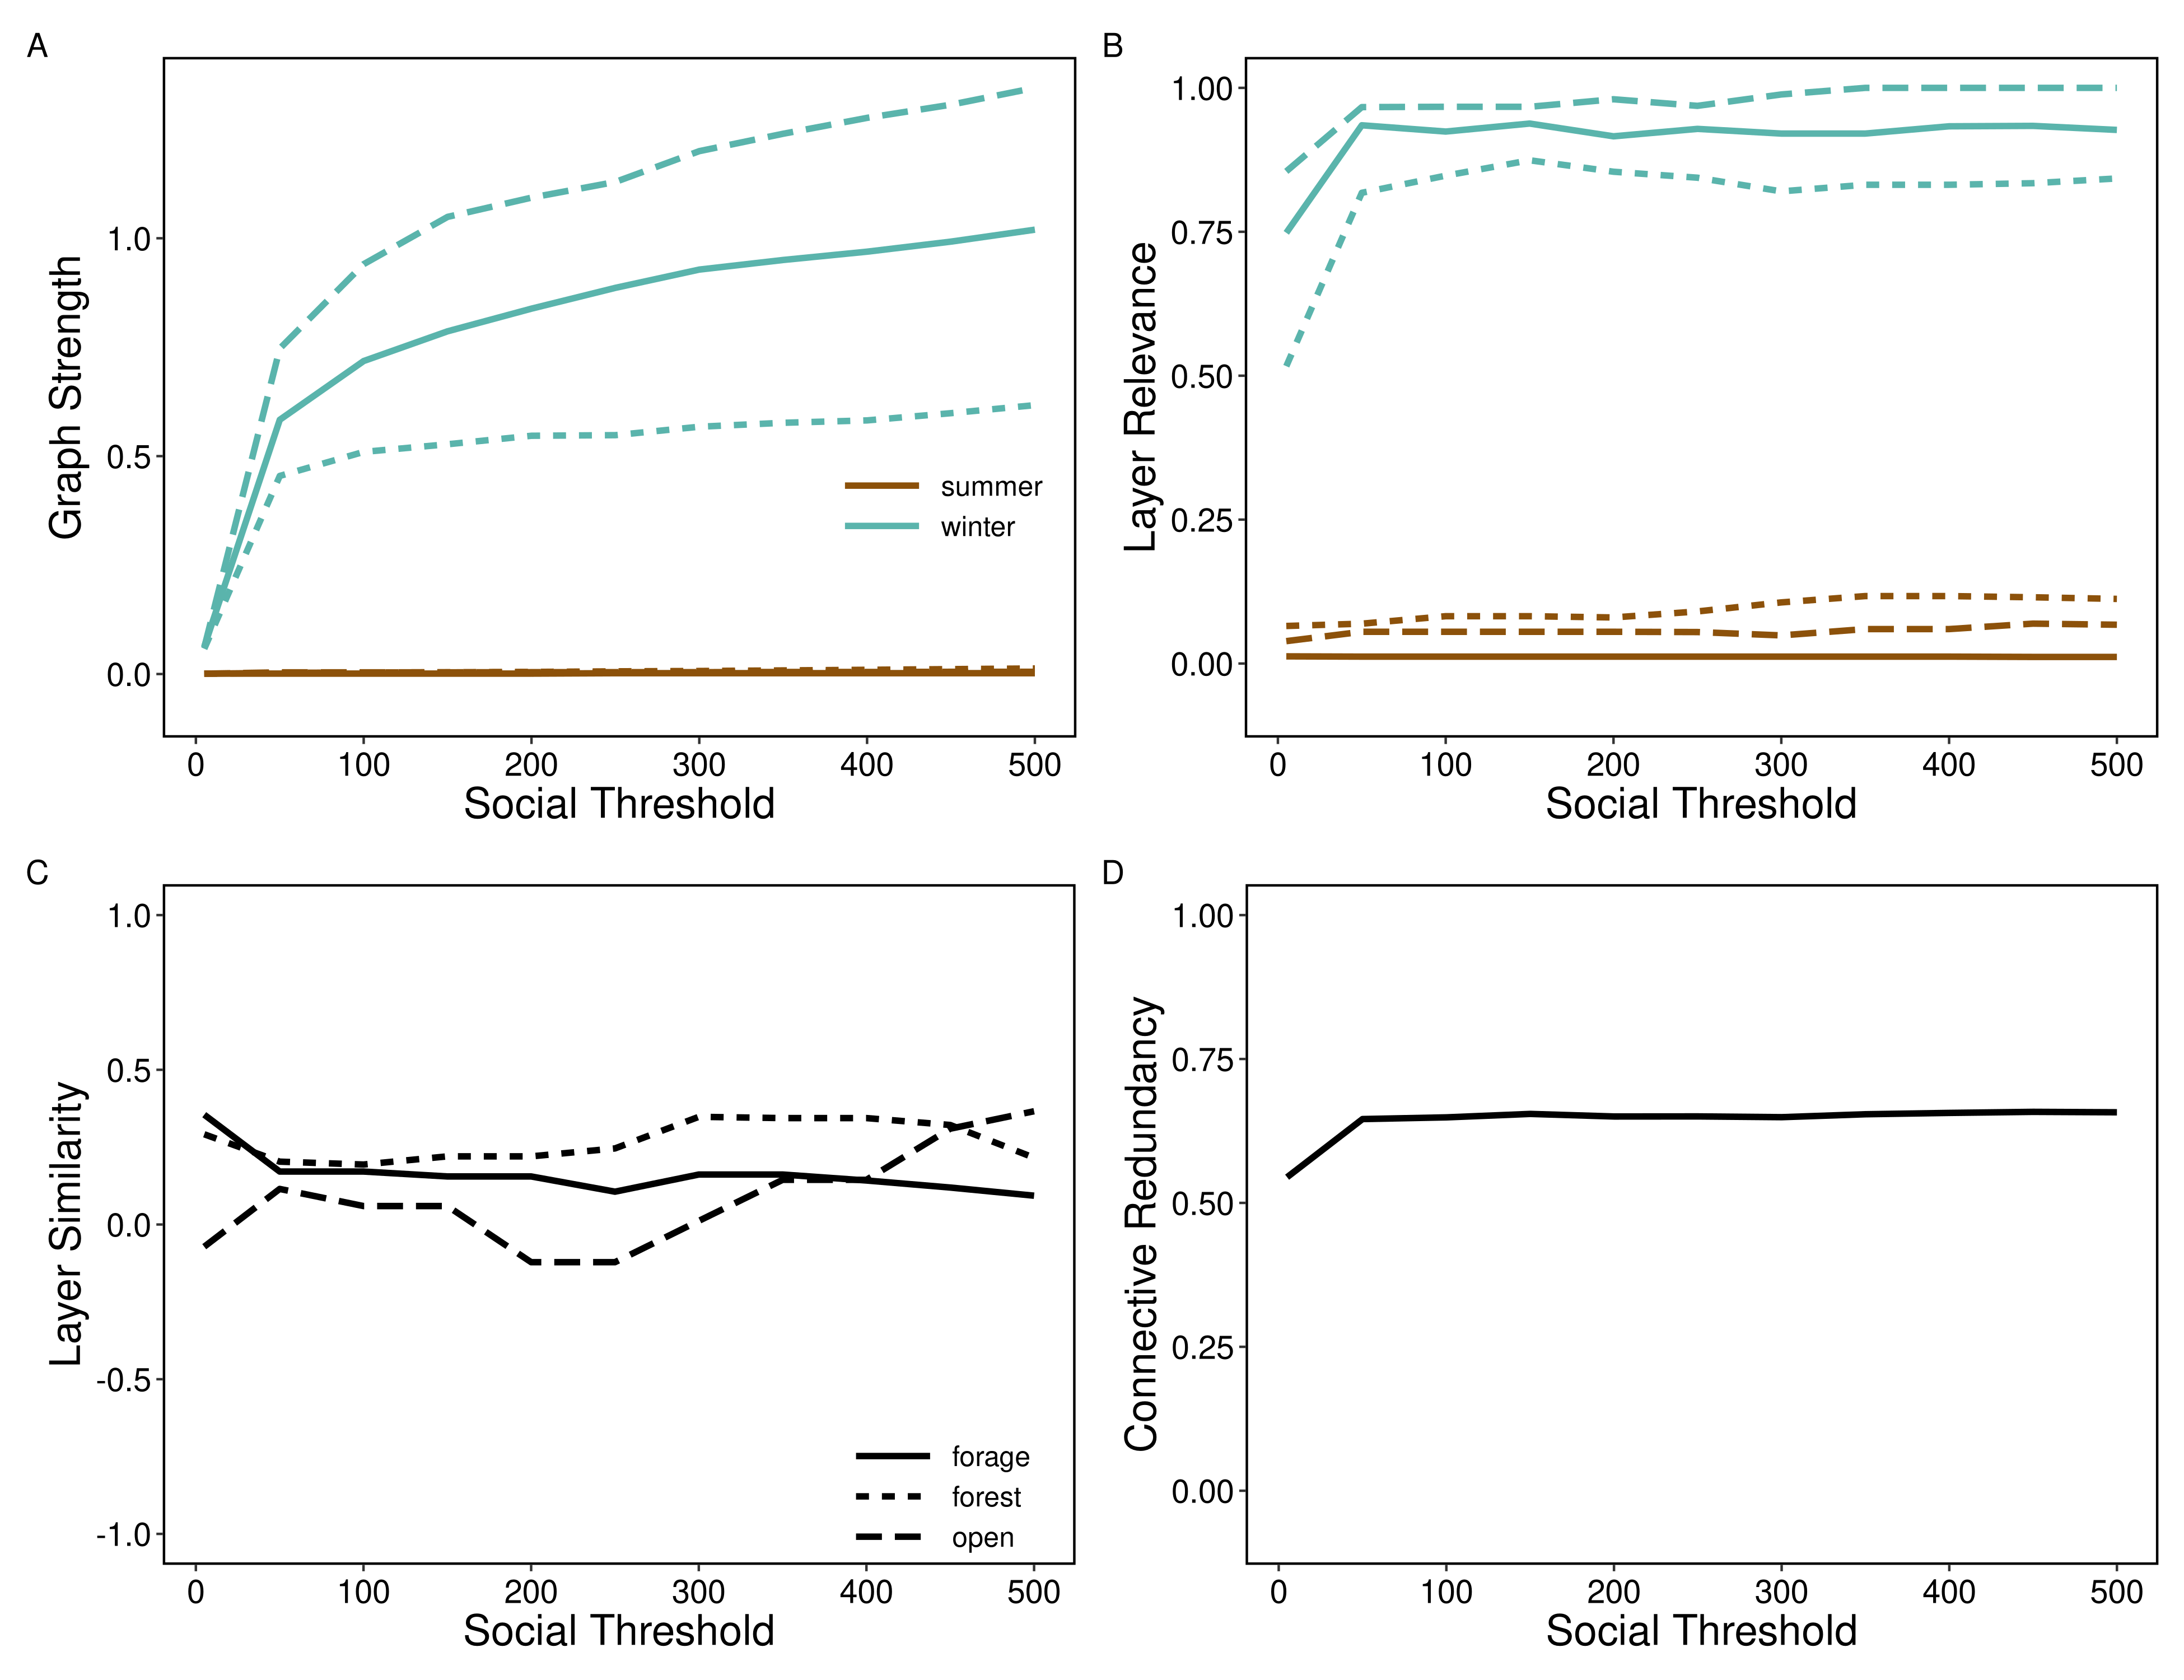 A
Graph Strength
1.0
0.5
0.0
summer
winter
0 100 200 300 400 500
Social Threshold
B
Layer Relevance
1.00
0.75
0.50
0.25
0.00
0 100 200 300 400 500
Social Threshold
C
Layer Similarity
1.0
0.5
0.0
-0.5
-1.0
forage
forest
open
0 100 200 300 400 500
Social Threshold
D
Connective Redundancy
1.00
0.75
0.50
0.25
0.00
0 100 200 300 400 500
Social Threshold